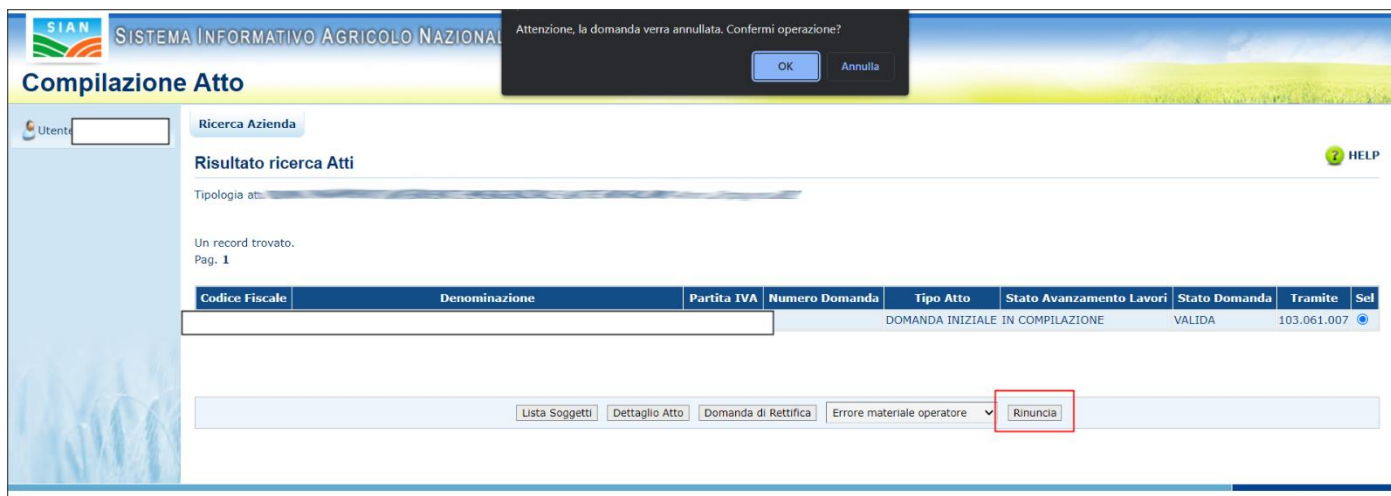 SIAN
SISTEMA INFORMATIVO AGRICOLO NAZIONAL
Attenzione, la domanda verra annullata. Confermi operazione?
OK Annulla
Compilazione Atto
Utente
Ricerca Azienda
Risultato ricerca Atti
HELP
Tipologia
Un record trovato.
Pag. 1
Codice Fiscale Denominazione Partita IVA Numero Domanda Tipo Atto Stato Avanzamento Lavori Stato Domanda Tramite Sel
DOMANDA INIZIALE IN COMPILAZIONE VALIDA 103.061.007
Lista Soggetti Dettaglio Atto Domanda di Rettifica Errore materiale operatore Rinuncia